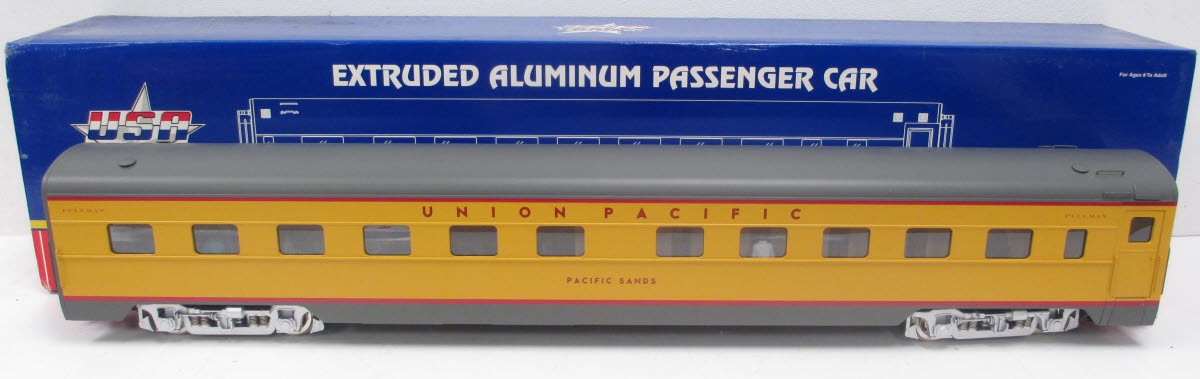 EXTRUDED ALUMINUM PASSENGER CAR
For Ages 8 To Adult
USA
PULLMAN
UNION PACIFIC
PULLMAN
PACIFIC SANDS